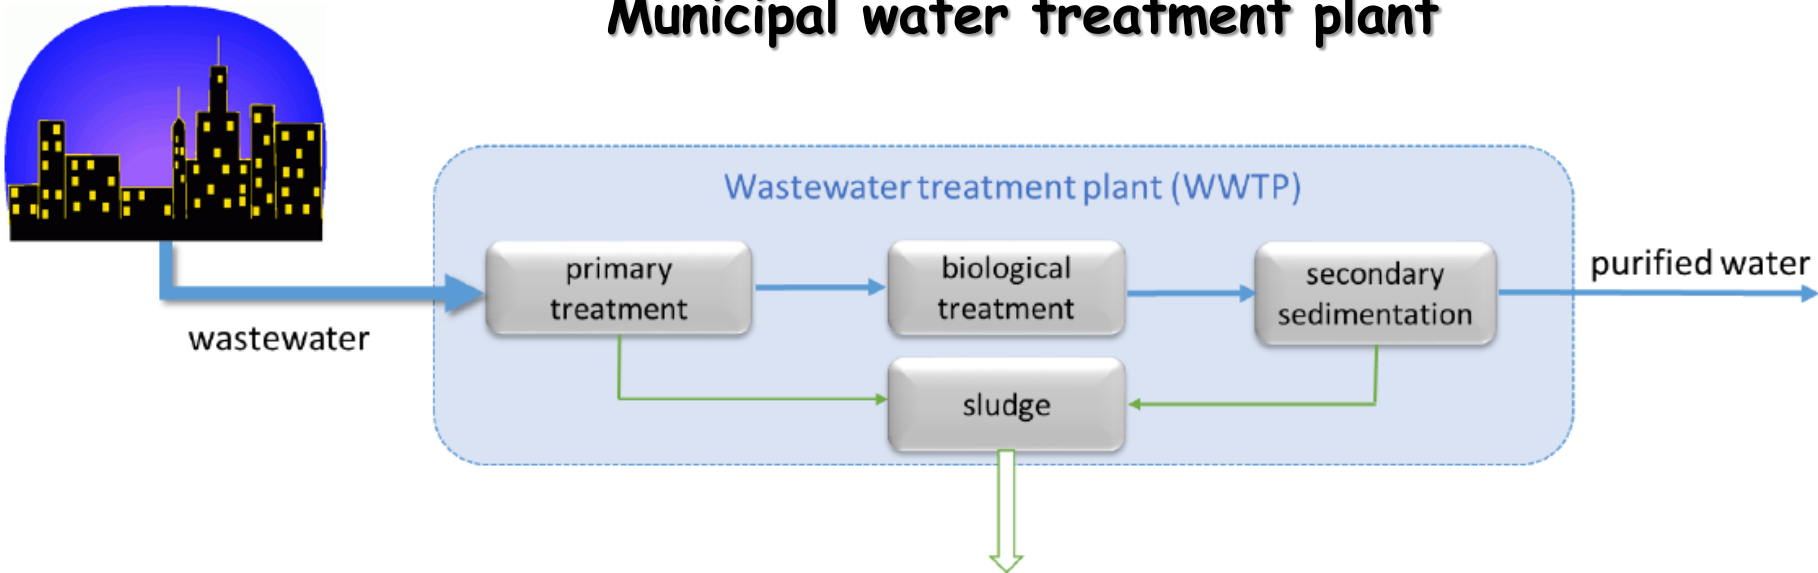 Municipal water treatment plant
Wastewater treatment plant (WWTP)
primary
treatment
biological
treatment
secondary
sedimentation
purified water
wastewater
sludge